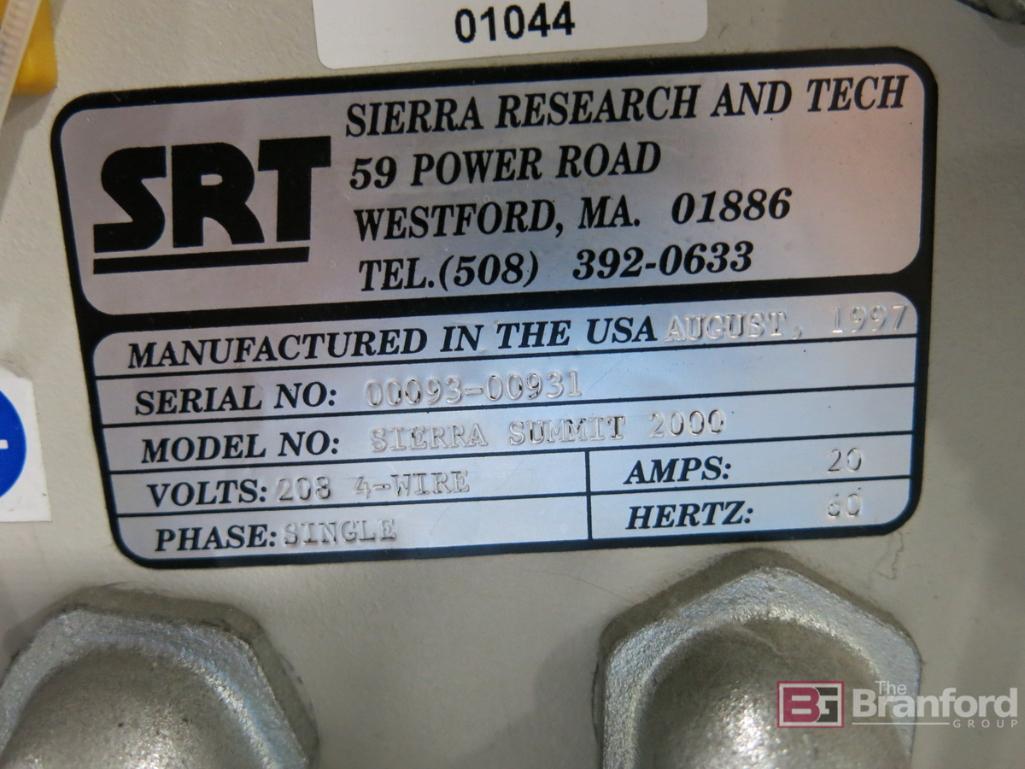 01044
SRT
SIERRA RESEARCH AND TECH
59 POWER ROAD
WESTFORD, MA. 01886
TEL.(508) 392-0633
MANUFACTURED IN THE USA AUGUST, 1997
SERIAL NO: 00093-00931
MODEL NO: SIERRA SUMMIT 2000
VOLTS: 208 4-WIRE
AMPS: 20
PHASE: SINGLE
HERTZ: 60
BG The Branford GROUP